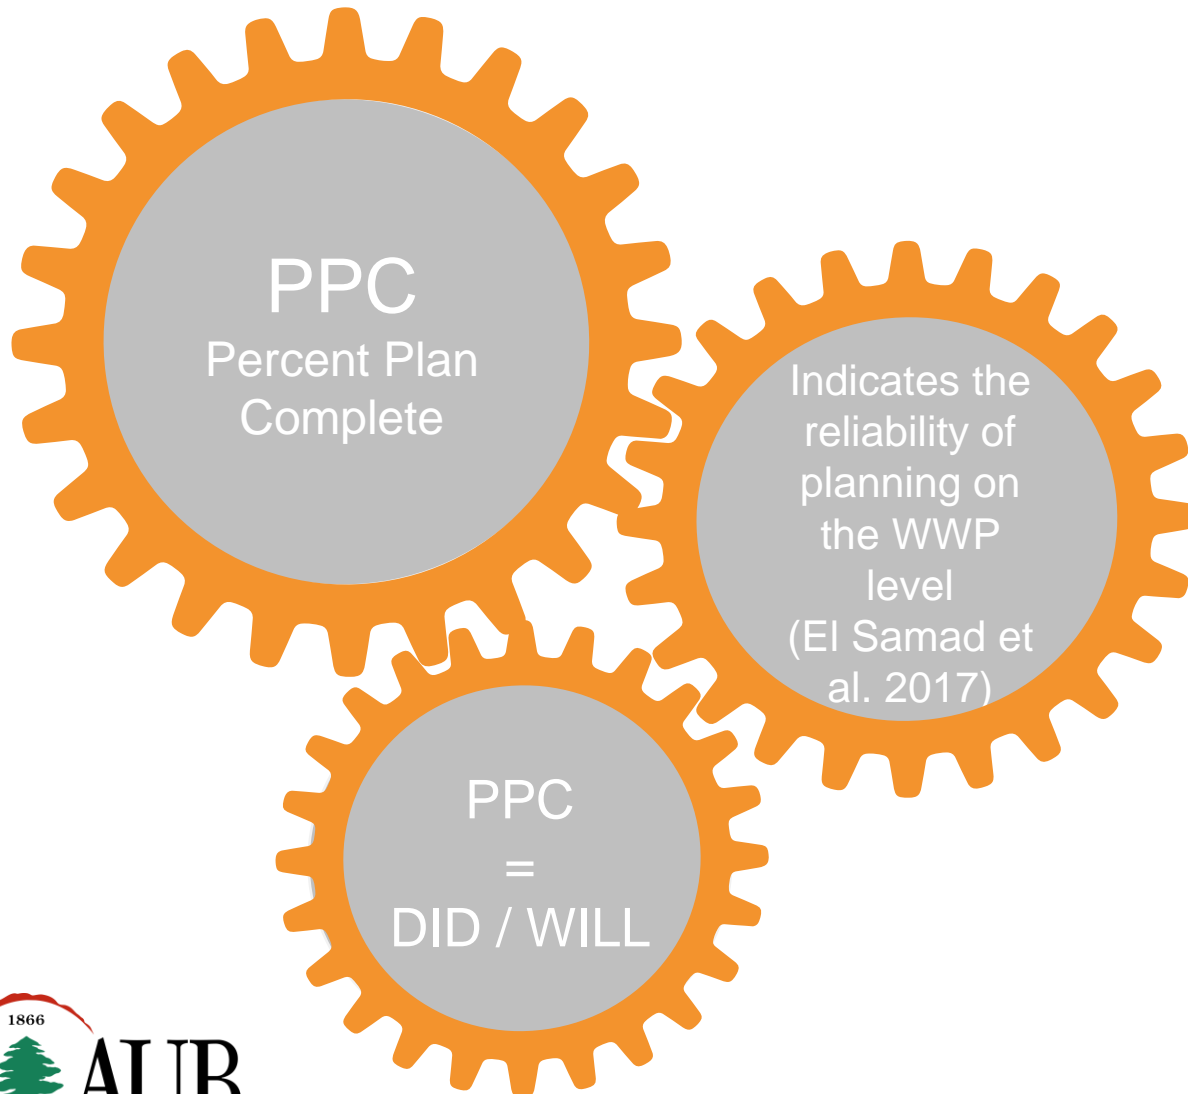 PPC
Percent Plan
Complete
Indicates the
reliability of
planning on
the WWP
level
(El Samad et
al. 2017)
PPC
=
DID / WILL
1866
AUB